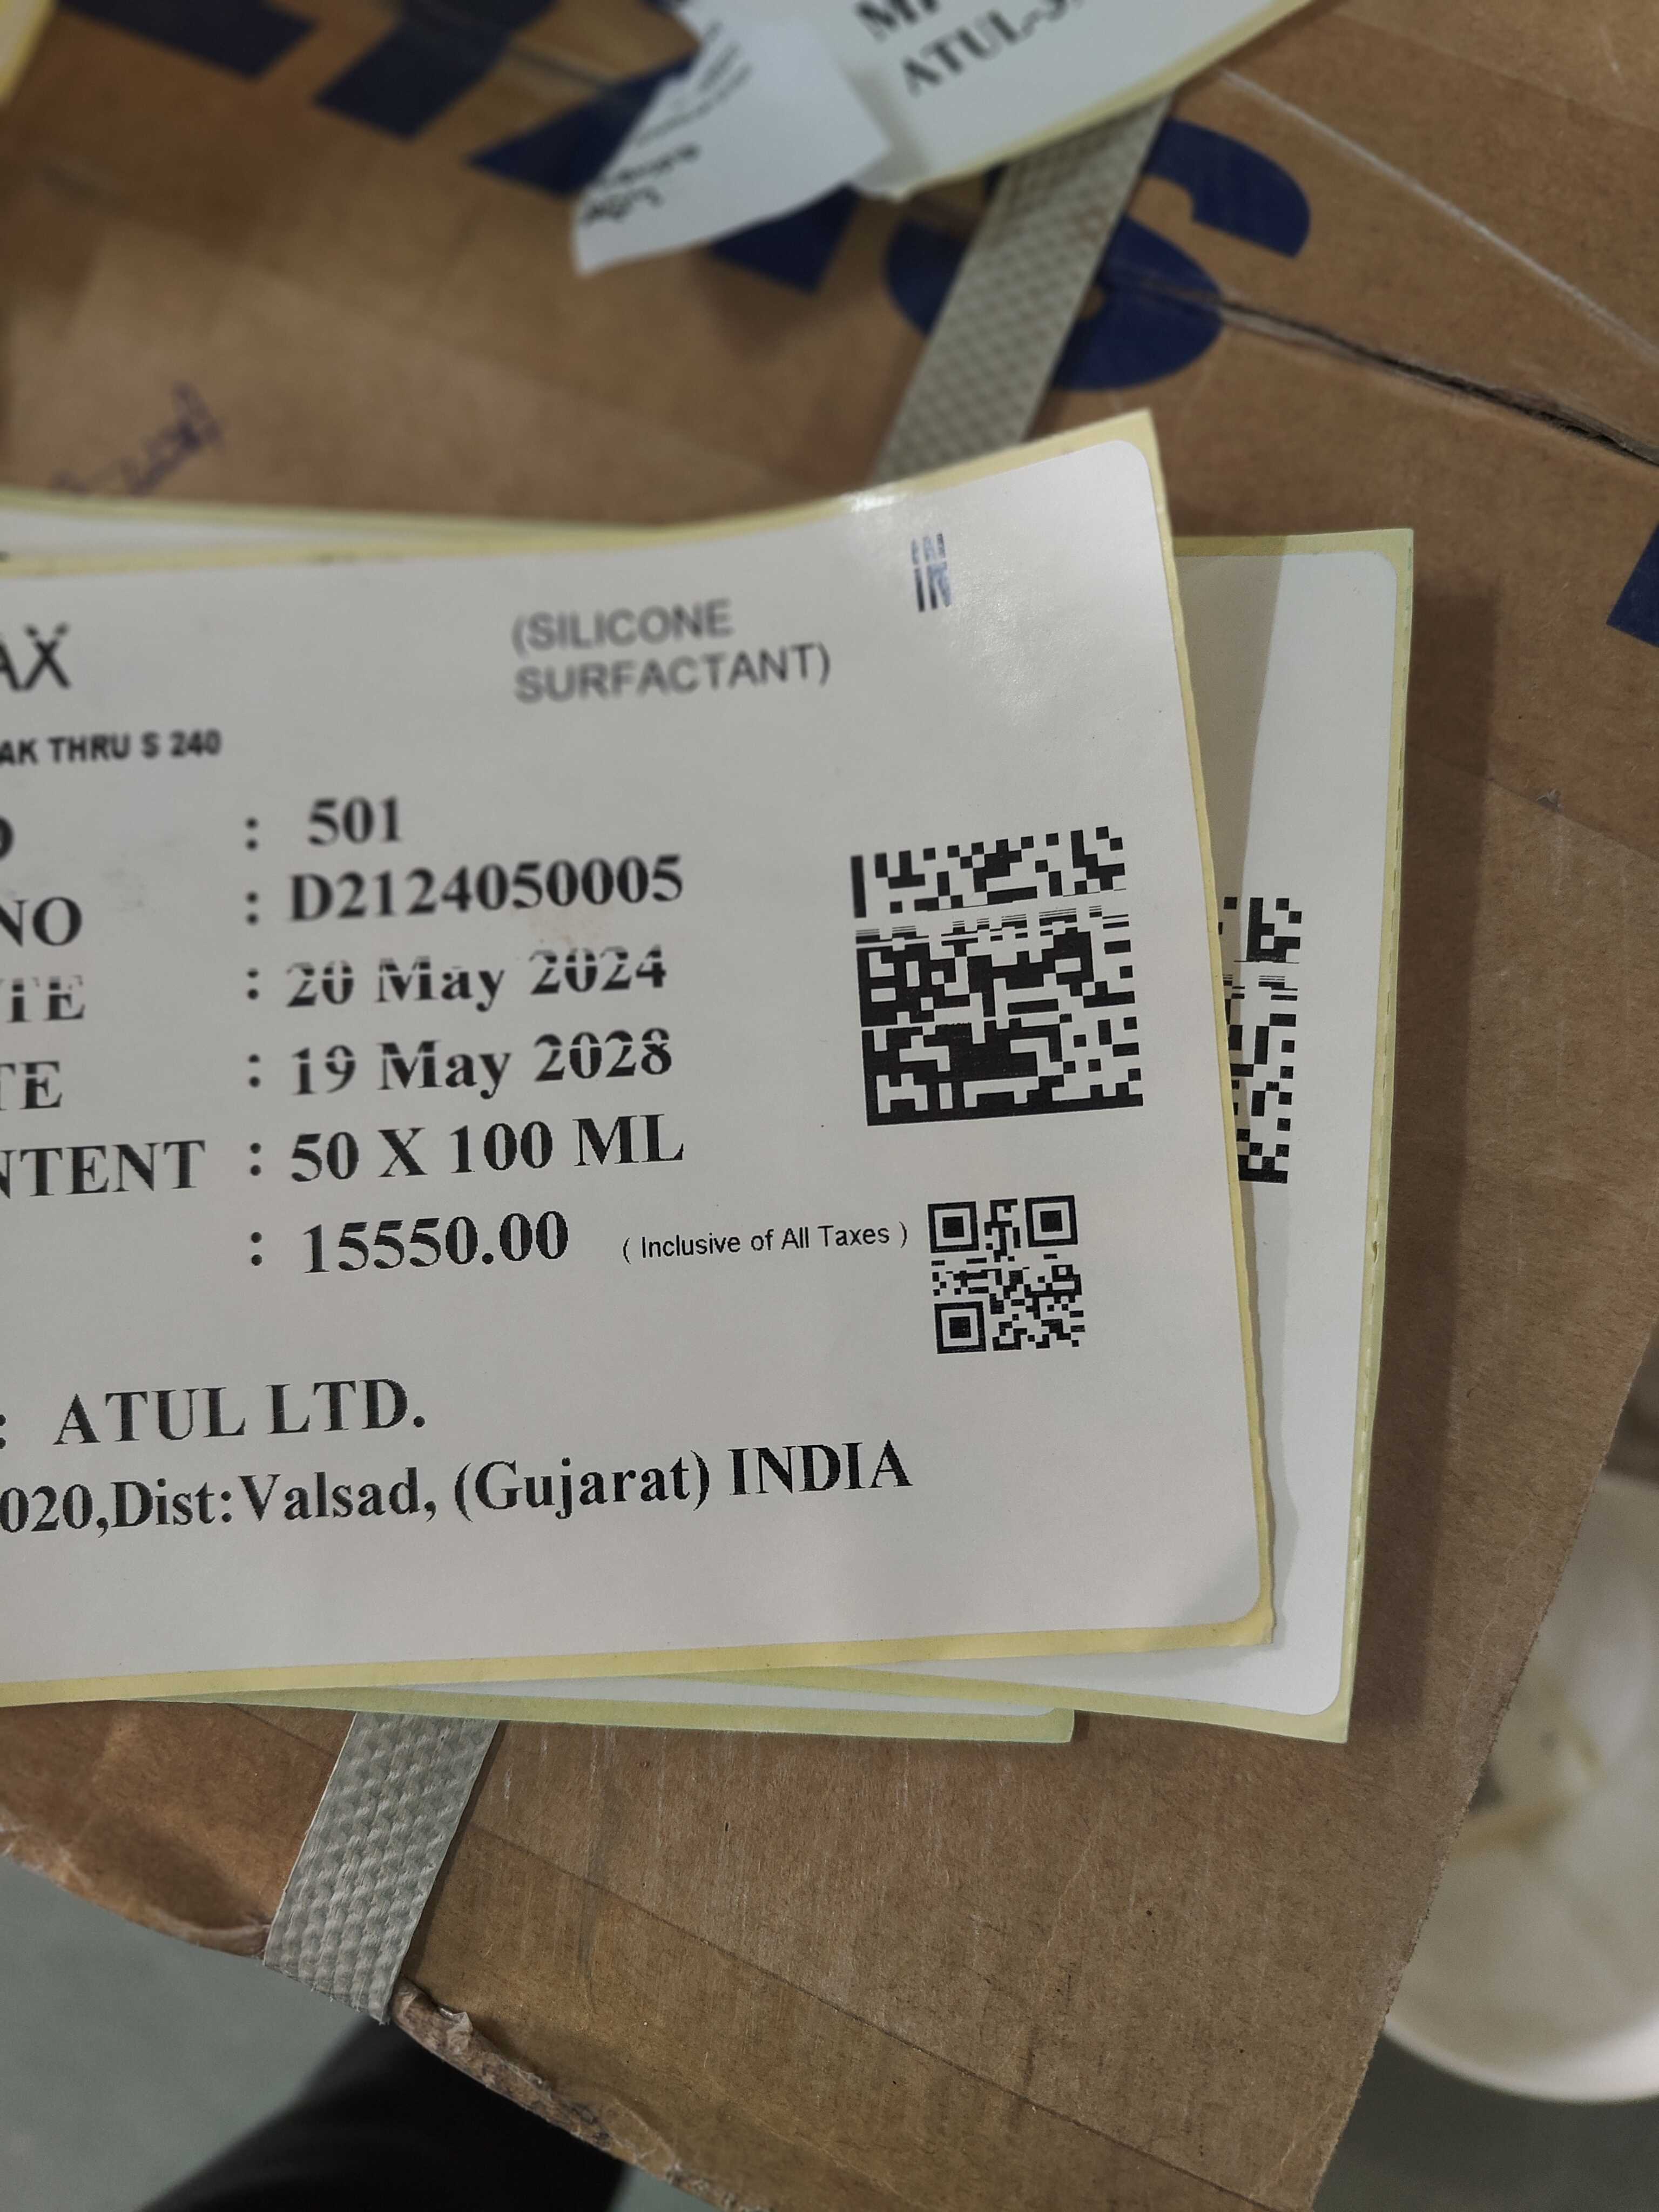 ATUL-3
IN
AX
(SILICONE
SURFACTANT)
AK THRU S 240
: 501
NO : D2124050005
TE : 20 May 2024
TE : 19 May 2028
NTENT : 50 X 100 ML
: 15550.00 ( Inclusive of All Taxes )
: ATUL LTD.
020,Dist:Valsad, (Gujarat) INDIA